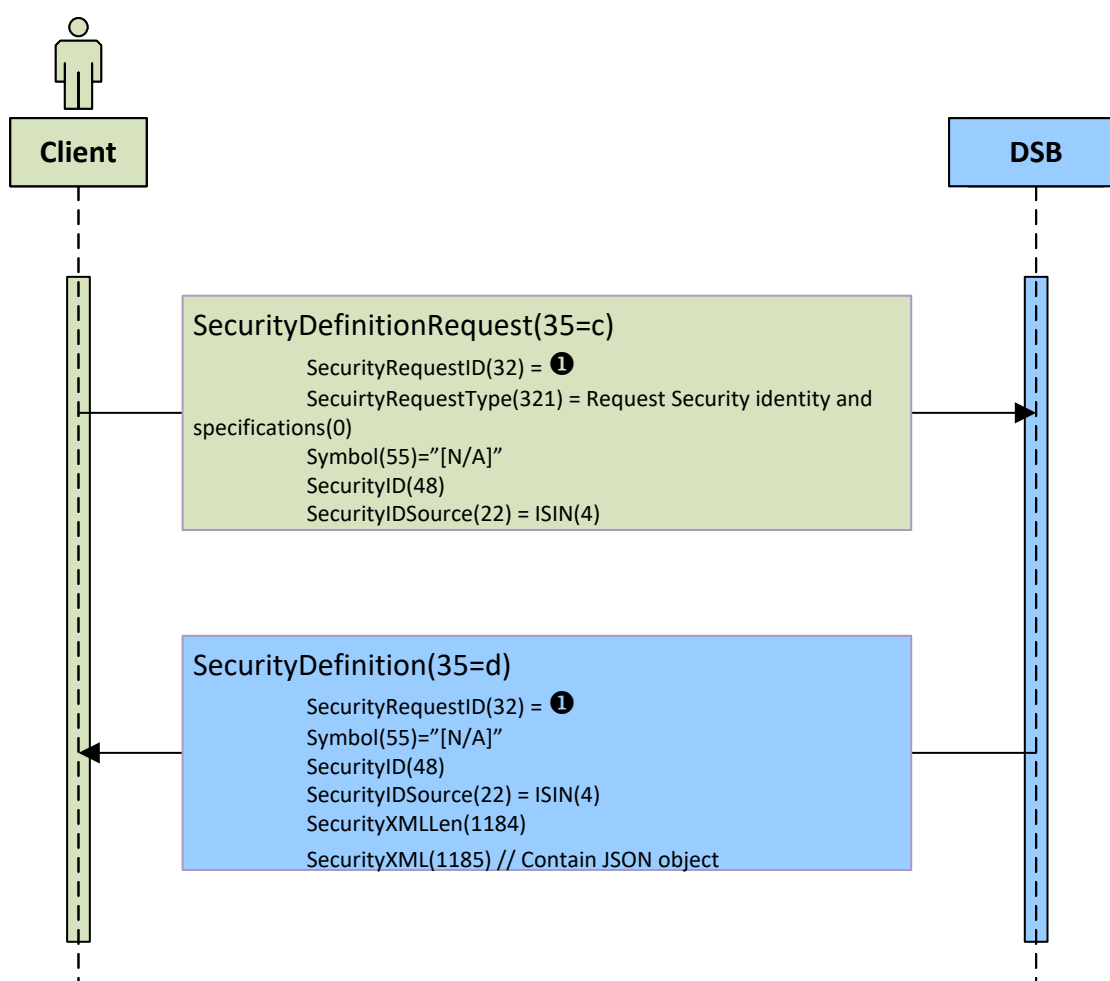 Client
DSB
SecurityDefinitionRequest(35=c)
SecurityRequestID(32) = ❶
SecuirtyRequestType(321) = Request Security identity and
specifications(0)
Symbol(55)=”[N/A]”
SecurityID(48)
SecurityIDSource(22) = ISIN(4)
SecurityDefinition(35=d)
SecurityRequestID(32) = ❶
Symbol(55)=”[N/A]”
SecurityID(48)
SecurityIDSource(22) = ISIN(4)
SecurityXMLLen(1184)
SecurityXML(1185) // Contain JSON object